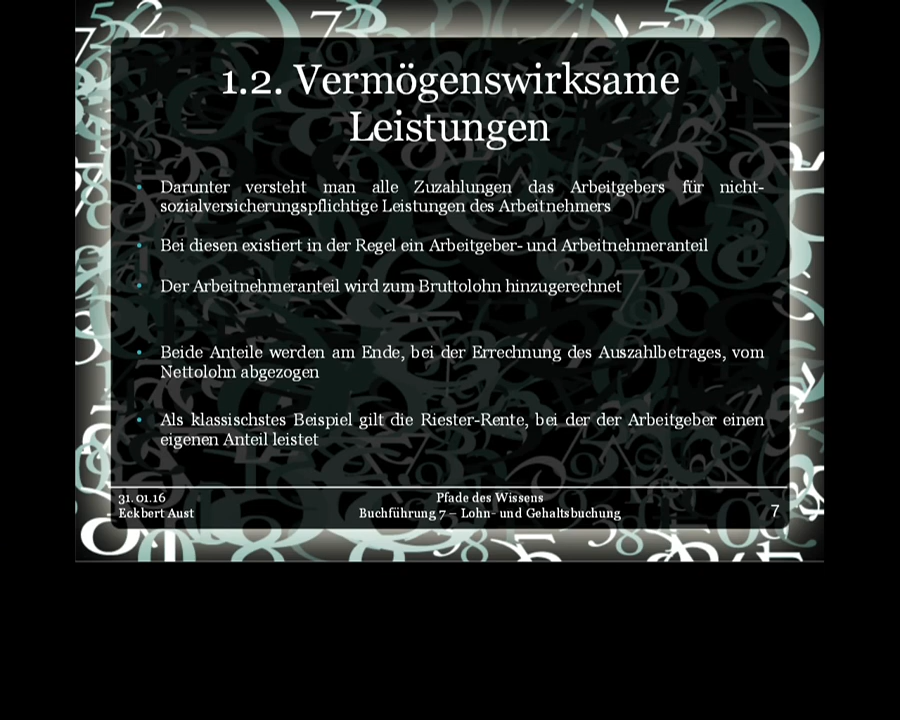 1.2. Vermögenswirksame
Leistungen
• Darunter versteht man alle Zuzahlungen das Arbeitgebers für nicht-
sozialversicherungspflichtige Leistungen des Arbeitnehmers
• Bei diesen existiert in der Regel ein Arbeitgeber- und Arbeitnehmeranteil
• Der Arbeitnehmeranteil wird zum Bruttolohn hinzugerechnet
• Beide Anteile werden am Ende, bei der Errechnung des Auszahlbetrages, vom
Nettolohn abgezogen
• Als klassischstes Beispiel gilt die Riester-Rente, bei der der Arbeitgeber einen
eigenen Anteil leistet
31.01.16
Eckbert Aust
Pfade des Wissens
Buchführung 7 – Lohn- und Gehaltsbuchung
7